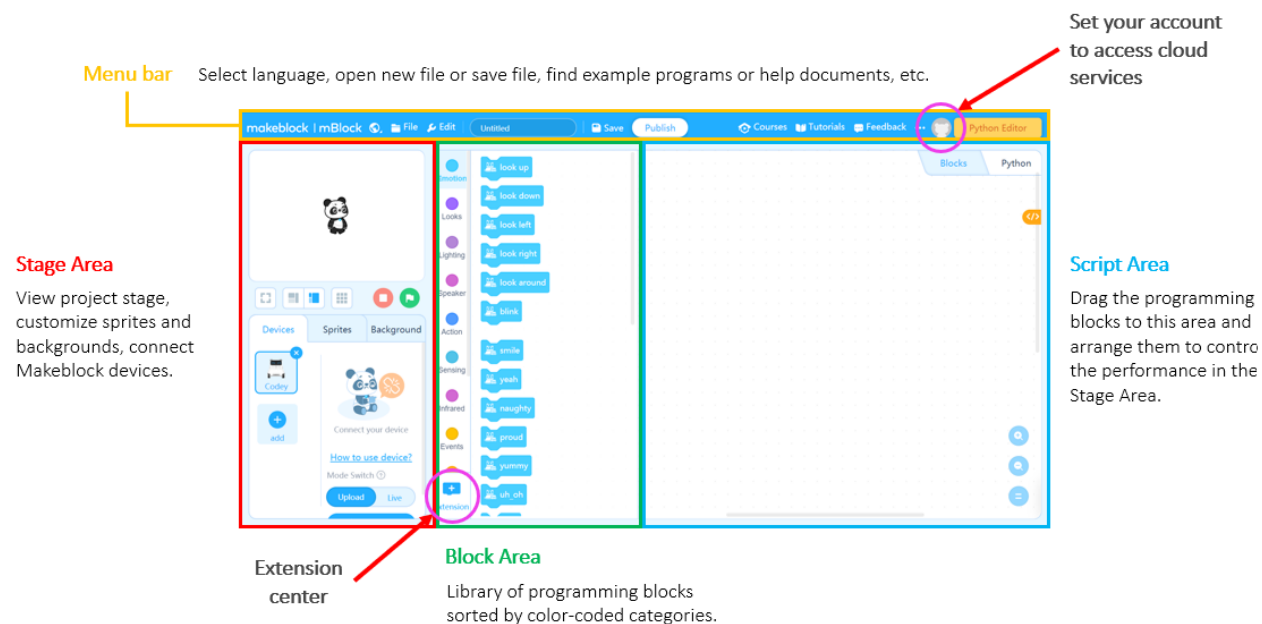 Set your account
to access cloud
services
Menu bar
Select language, open new file or save file, find example programs or help documents, etc.
makeblock | mBlock File Edit Untitled Save Publish Courses Tutorials Feedback ... Python Editor
Blocks Python
</>
look up
look down
look left
look right
look around
blink
smile
yeah
naughty
proud
yummy
uh_oh
Emotion
Looks
Lighting
Speaker
Action
Sensing
Infrared
Events
xtension
Devices Sprites Background
Codey
add
Connect your device
How to use device?
Mode Switch ?
Upload Live
Stage Area
View project stage,
customize sprites and
backgrounds, connect
Makeblock devices.
Script Area
Drag the programming
blocks to this area and
arrange them to contro
the performance in the
Stage Area.
Extension
center
Block Area
Library of programming blocks
sorted by color-coded categories.